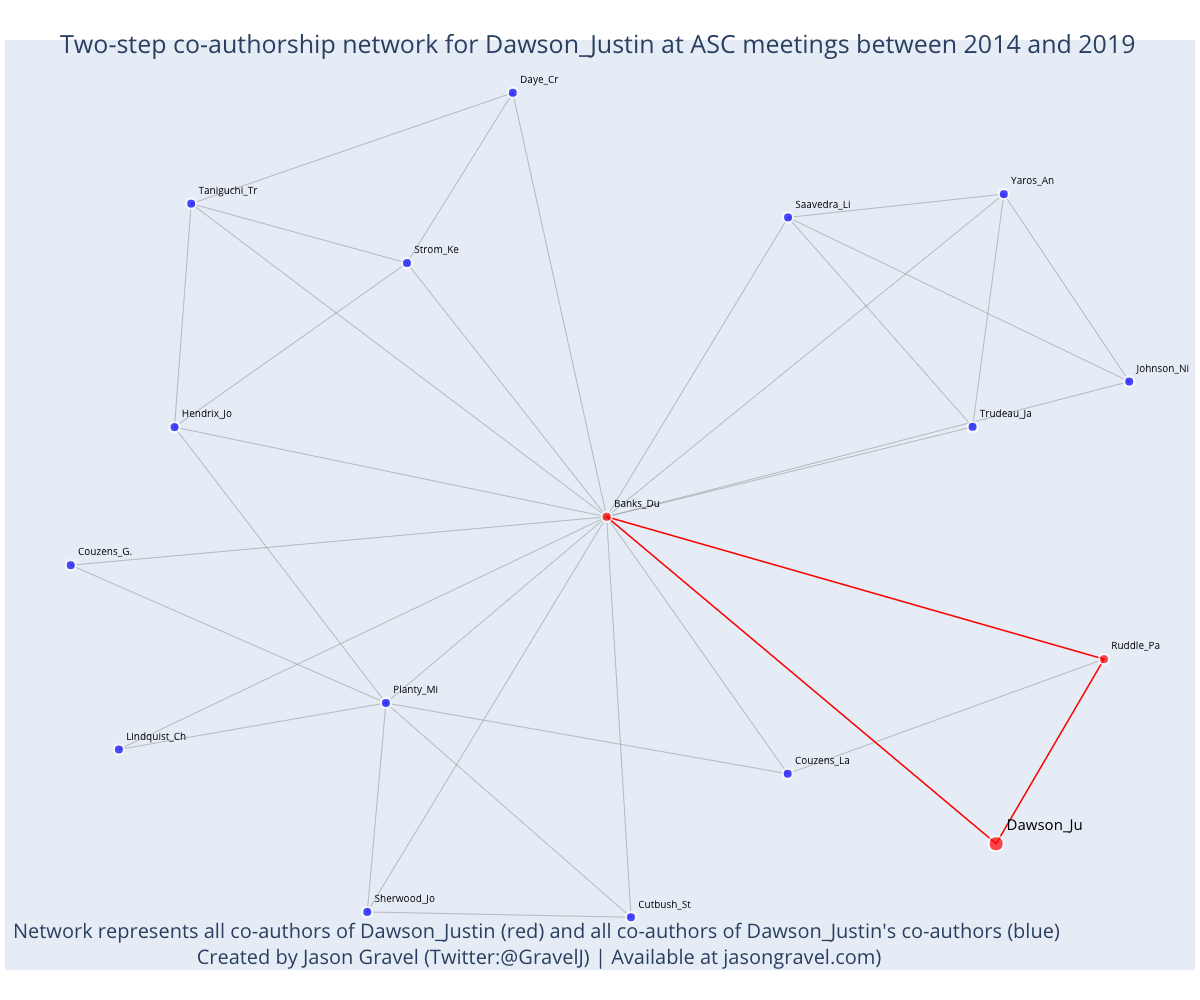 Two-step co-authorship network for Dawson_Justin at ASC meetings between 2014 and 2019
Daye_Cr
Yaros_An
Taniguchi_Tr
Saavedra_Li
Strom_Ke
Johnson_Ni
Hendrix_Jo
Trudeau_Ja
Banks_Du
Couzens_G.
Ruddle_Pa
Planty_Mi
Lindquist_Ch
Couzens_La
Dawson_Ju
Sherwood_Jo
Cutbush_St
Network represents all co-authors of Dawson_Justin (red) and all co-authors of Dawson_Justin's co-authors (blue)
Created by Jason Gravel (Twitter:@GravelJ) | Available at jasongravel.com)